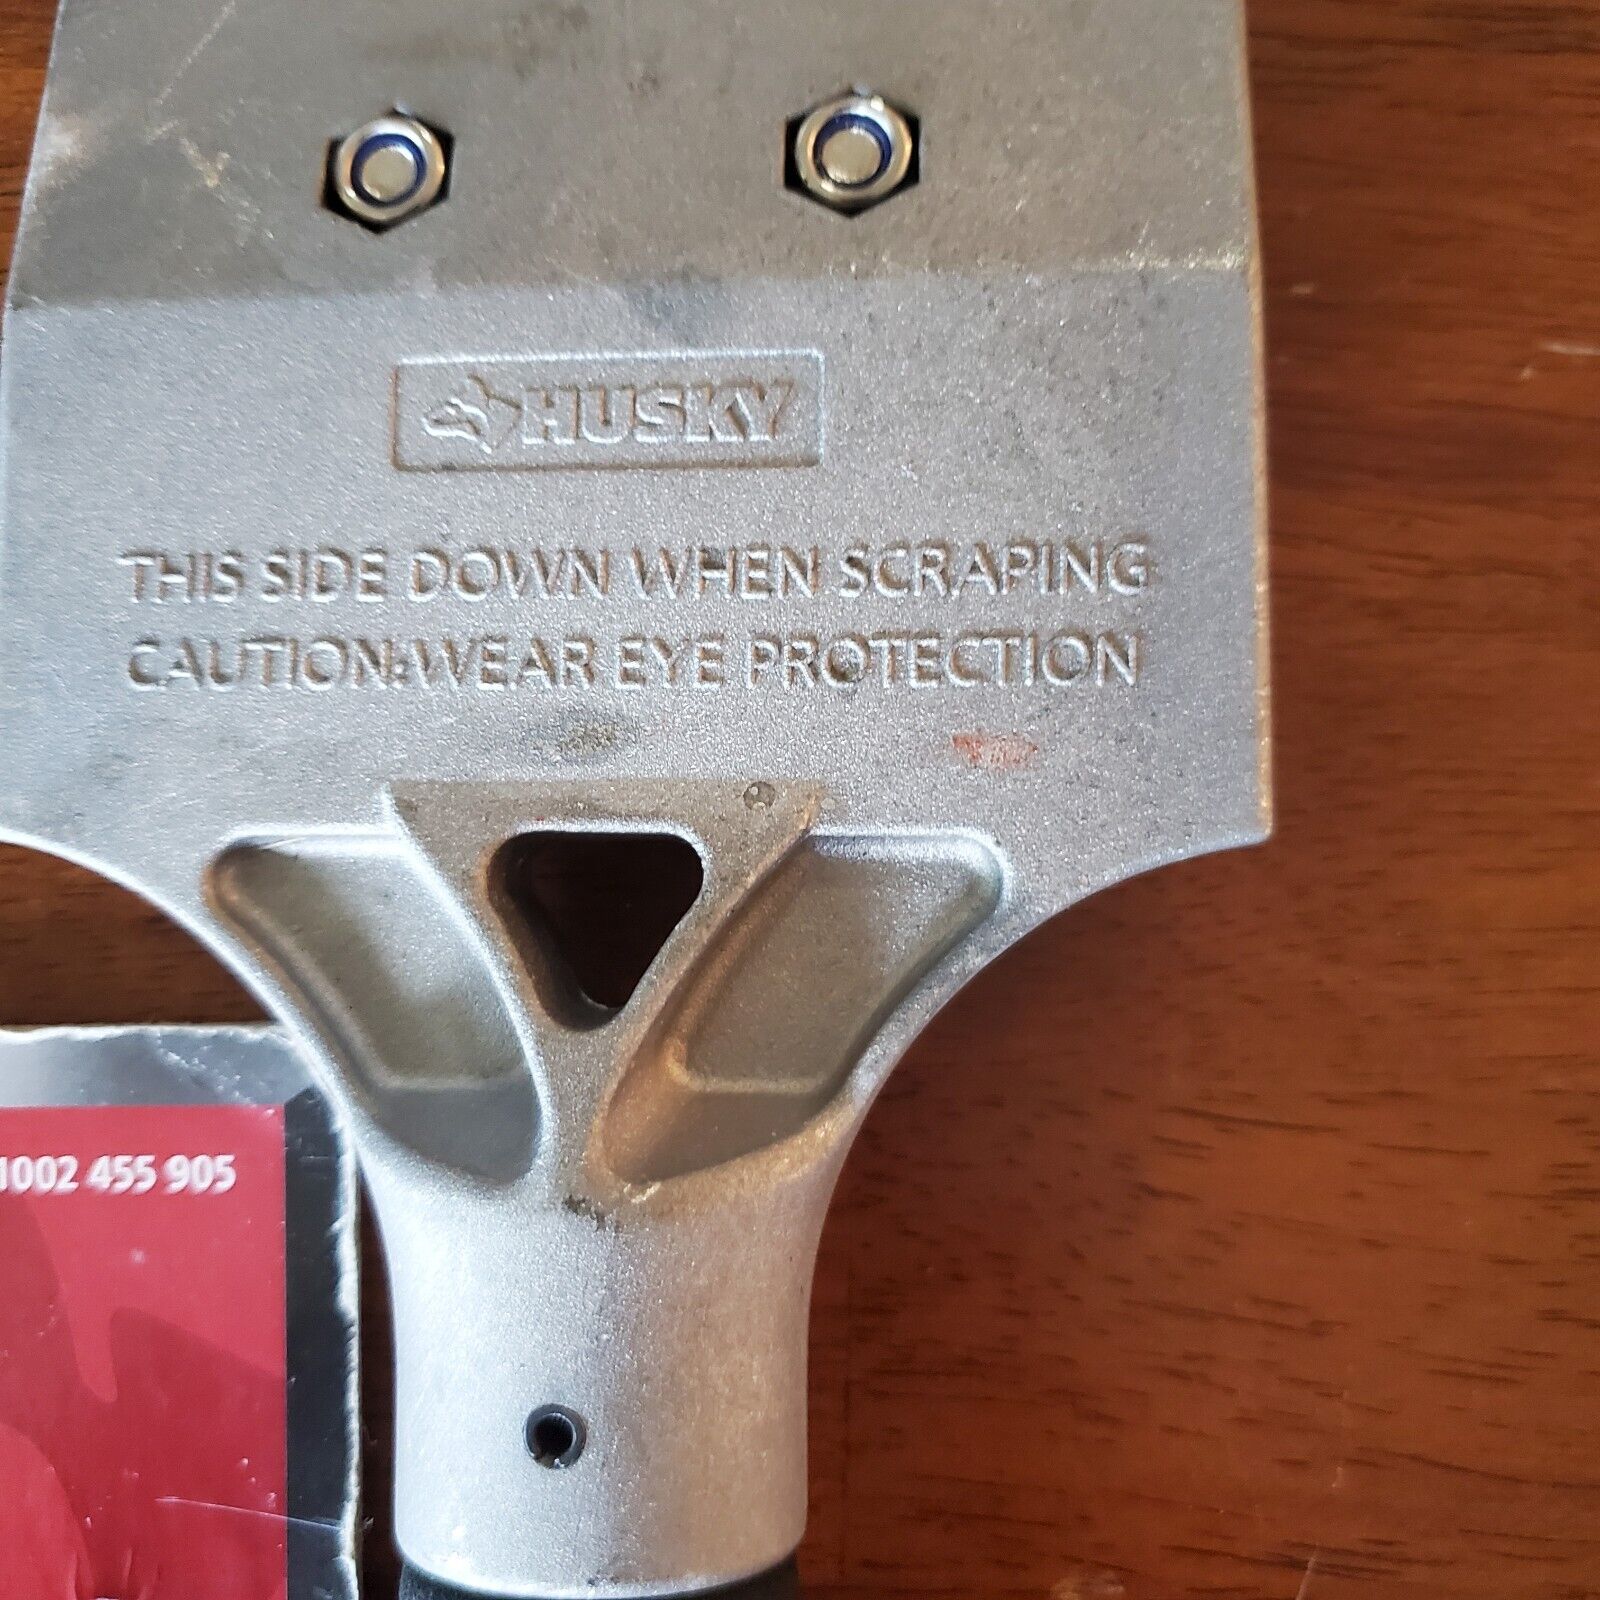 HUSKY
THIS SIDE DOWN WHEN SCRAPING
CAUTION:WEAR EYE PROTECTION
1002 455 905